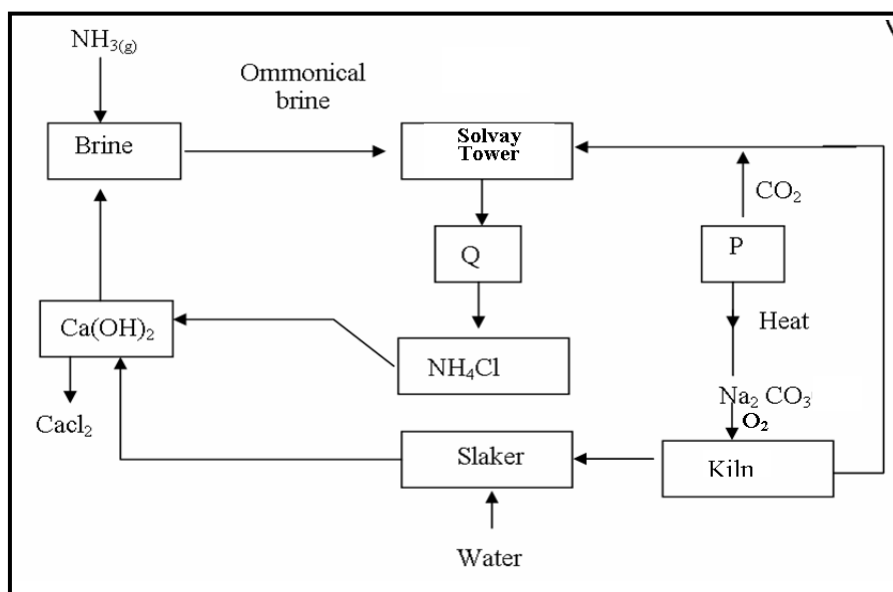 NH₃₍g₎
Ommonical
brine
Brine
Solvay
Tower
CO₂
Q
P
Ca(OH)₂
Heat
NH₄Cl
Na₂ CO₃
O₂
Cacl₂
Slaker
Kiln
Water